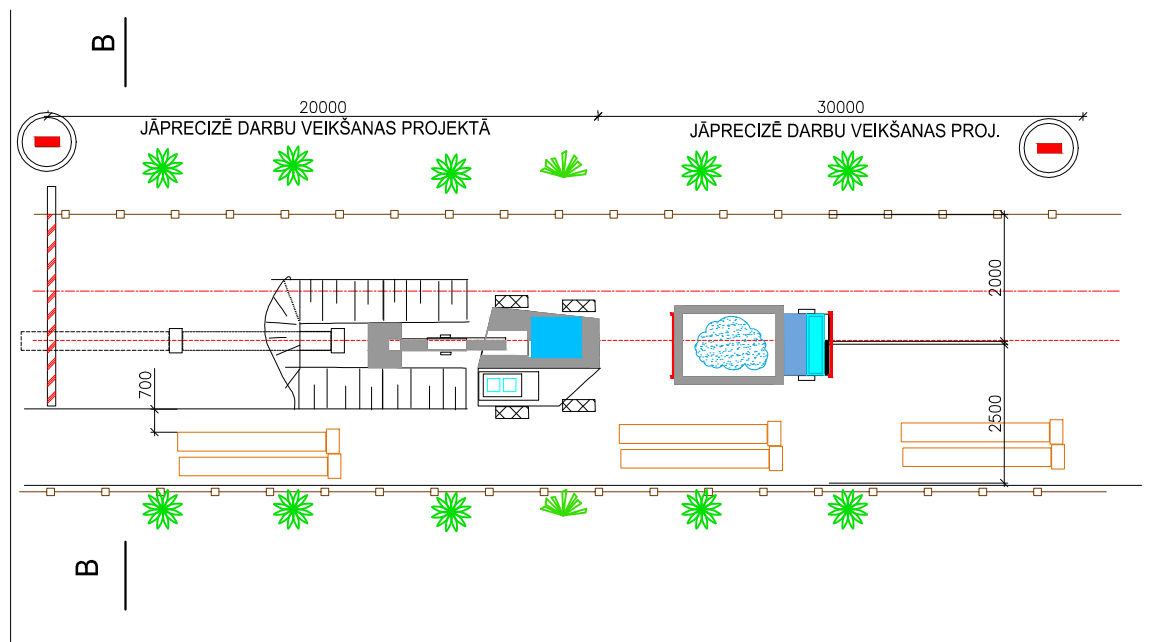 B
20000
30000
JĀPRECIZĒ DARBU VEIKŠANAS PROJEKTĀ
JĀPRECIZĒ DARBU VEIKŠANAS PROJ.
2000
700
2500
B